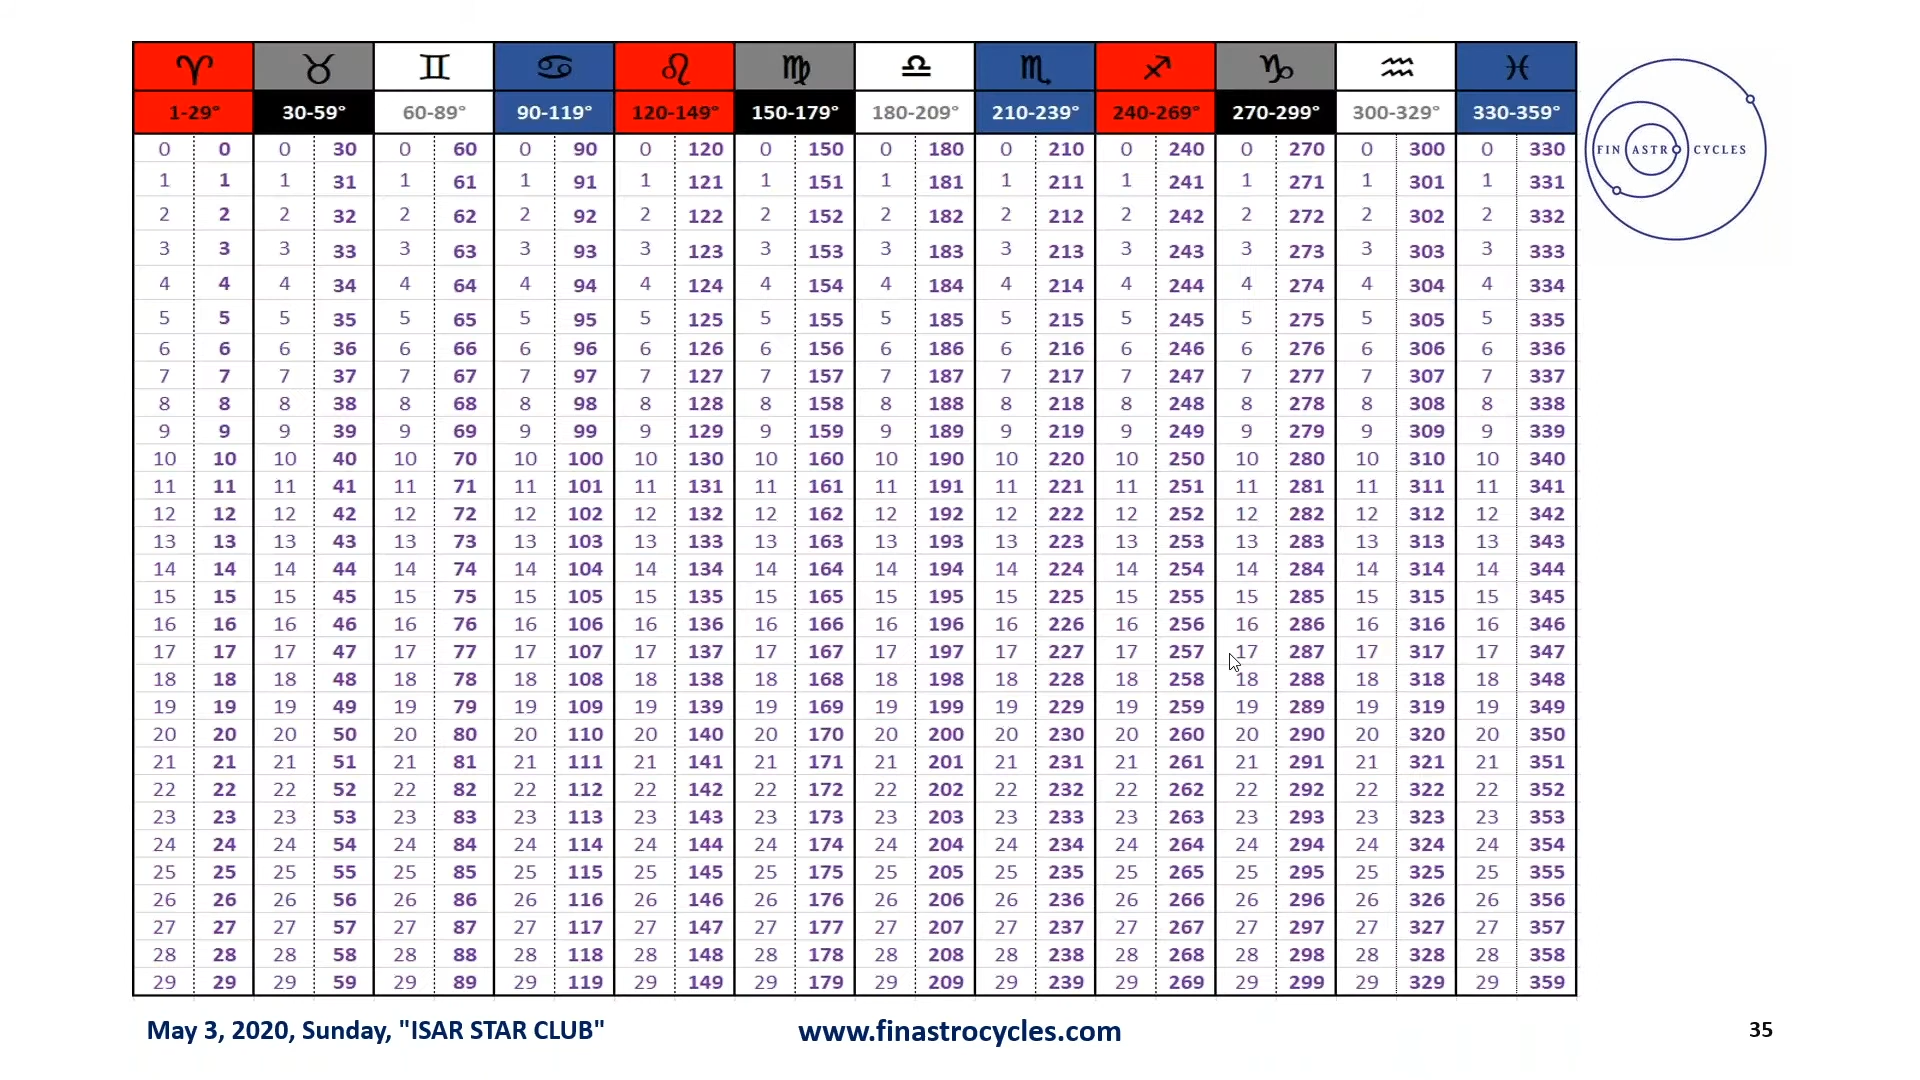 ♈ ♉ ♊ ♋ ♌ ♍ ♎ ♏ ♐ ♑ ♒ ♓
1-29° 30-59° 60-89° 90-119° 120-149° 150-179° 180-209° 210-239° 240-269° 270-299° 300-329° 330-359°
0 0 0 30 0 60 0 90 0 120 0 150 0 180 0 210 0 240 0 270 0 300 0 330
FIN ASTRO CYCLES
1 1 1 31 1 61 1 91 1 121 1 151 1 181 1 211 1 241 1 271 1 301 1 331
2 2 2 32 2 62 2 92 2 122 2 152 2 182 2 212 2 242 2 272 2 302 2 332
3 3 3 33 3 63 3 93 3 123 3 153 3 183 3 213 3 243 3 273 3 303 3 333
4 4 4 34 4 64 4 94 4 124 4 154 4 184 4 214 4 244 4 274 4 304 4 334
5 5 5 35 5 65 5 95 5 125 5 155 5 185 5 215 5 245 5 275 5 305 5 335
6 6 6 36 6 66 6 96 6 126 6 156 6 186 6 216 6 246 6 276 6 306 6 336
7 7 7 37 7 67 7 97 7 127 7 157 7 187 7 217 7 247 7 277 7 307 7 337
8 8 8 38 8 68 8 98 8 128 8 158 8 188 8 218 8 248 8 278 8 308 8 338
9 9 9 39 9 69 9 99 9 129 9 159 9 189 9 219 9 249 9 279 9 309 9 339
10 10 10 40 10 70 10 100 10 130 10 160 10 190 10 220 10 250 10 280 10 310 10 340
11 11 11 41 11 71 11 101 11 131 11 161 11 191 11 221 11 251 11 281 11 311 11 341
12 12 12 42 12 72 12 102 12 132 12 162 12 192 12 222 12 252 12 282 12 312 12 342
13 13 13 43 13 73 13 103 13 133 13 163 13 193 13 223 13 253 13 283 13 313 13 343
14 14 14 44 14 74 14 104 14 134 14 164 14 194 14 224 14 254 14 284 14 314 14 344
15 15 15 45 15 75 15 105 15 135 15 165 15 195 15 225 15 255 15 285 15 315 15 345
16 16 16 46 16 76 16 106 16 136 16 166 16 196 16 226 16 256 16 286 16 316 16 346
17 17 17 47 17 77 17 107 17 137 17 167 17 197 17 227 17 257 17 287 17 317 17 347
18 18 18 48 18 78 18 108 18 138 18 168 18 198 18 228 18 258 18 288 18 318 18 348
19 19 19 49 19 79 19 109 19 139 19 169 19 199 19 229 19 259 19 289 19 319 19 349
20 20 20 50 20 80 20 110 20 140 20 170 20 200 20 230 20 260 20 290 20 320 20 350
21 21 21 51 21 81 21 111 21 141 21 171 21 201 21 231 21 261 21 291 21 321 21 351
22 22 22 52 22 82 22 112 22 142 22 172 22 202 22 232 22 262 22 292 22 322 22 352
23 23 23 53 23 83 23 113 23 143 23 173 23 203 23 233 23 263 23 293 23 323 23 353
24 24 24 54 24 84 24 114 24 144 24 174 24 204 24 234 24 264 24 294 24 324 24 354
25 25 25 55 25 85 25 115 25 145 25 175 25 205 25 235 25 265 25 295 25 325 25 355
26 26 26 56 26 86 26 116 26 146 26 176 26 206 26 236 26 266 26 296 26 326 26 356
27 27 27 57 27 87 27 117 27 147 27 177 27 207 27 237 27 267 27 297 27 327 27 357
28 28 28 58 28 88 28 118 28 148 28 178 28 208 28 238 28 268 28 298 28 328 28 358
29 29 29 59 29 89 29 119 29 149 29 179 29 209 29 239 29 269 29 299 29 329 29 359
May 3, 2020, Sunday, "ISAR STAR CLUB" www.finastrocycles.com 35